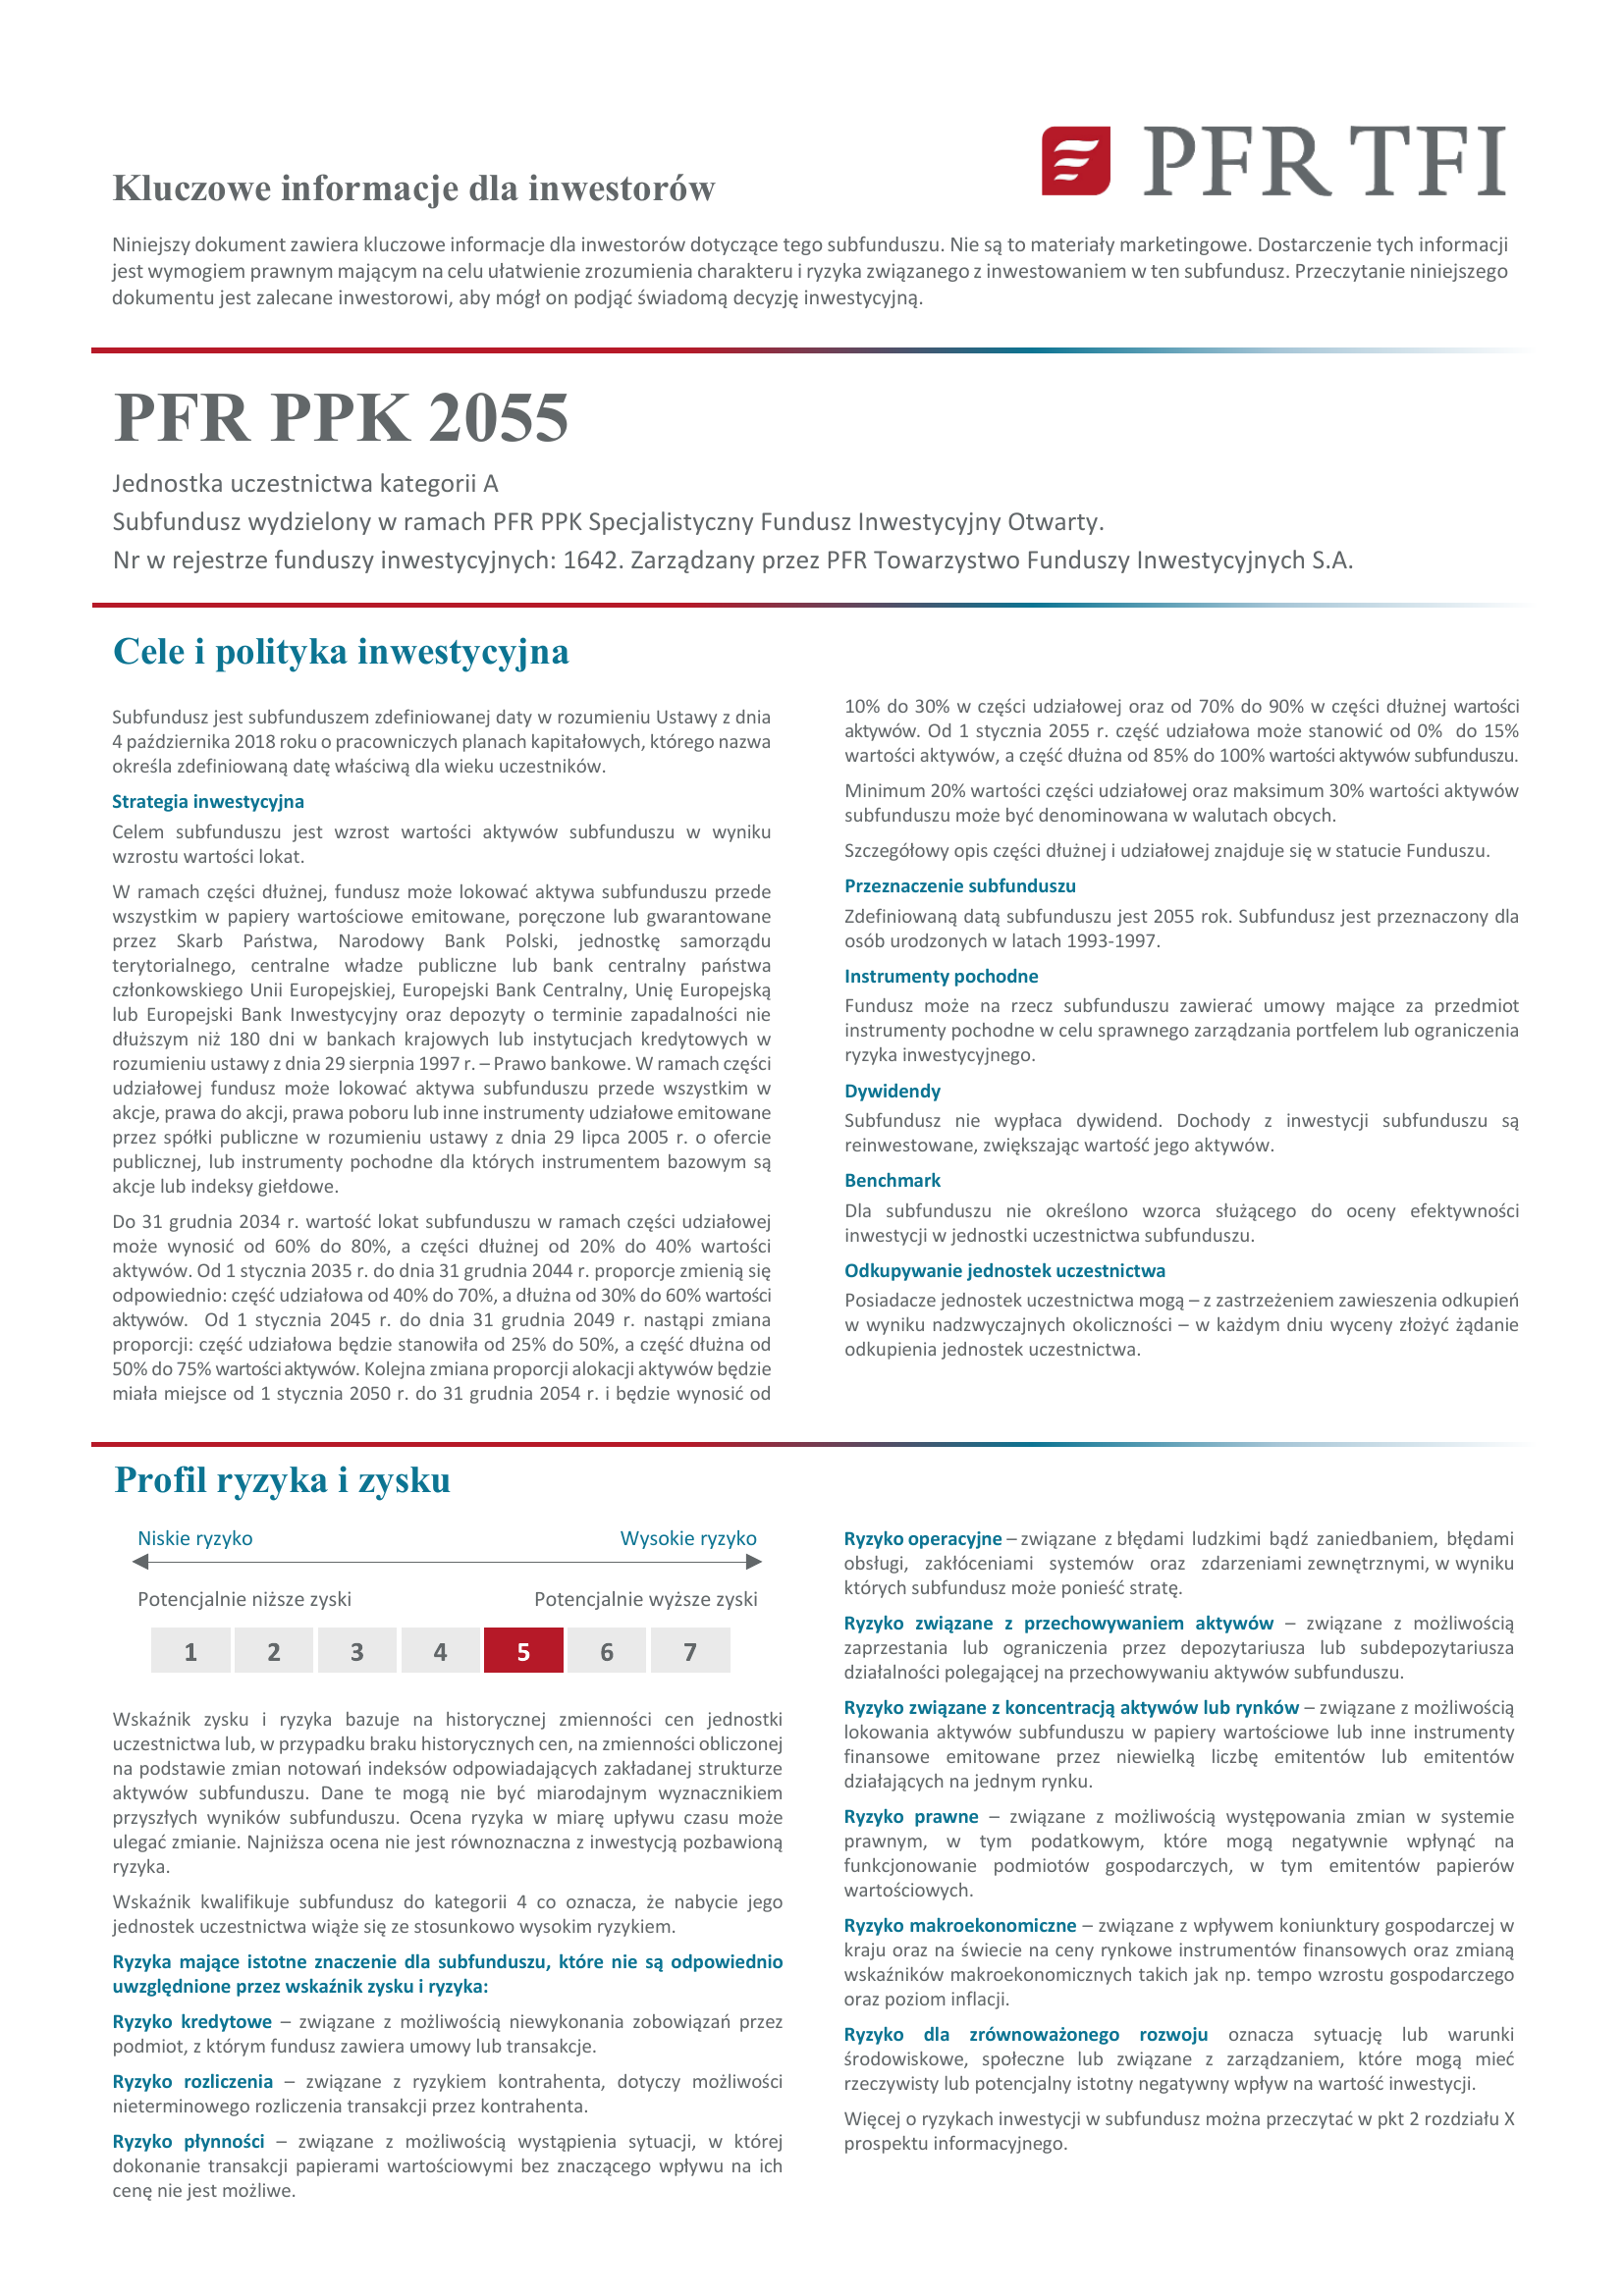 PFR TFI
Kluczowe informacje dla inwestorów
Niniejszy dokument zawiera kluczowe informacje dla inwestorów dotyczące tego subfunduszu. Nie są to materiały marketingowe. Dostarczenie tych informacji
jest wymogiem prawnym mającym na celu ułatwienie zrozumienia charakteru i ryzyka związanego z inwestowaniem w ten subfundusz. Przeczytanie niniejszego
dokumentu jest zalecane inwestorowi, aby mógł on podjąć świadomą decyzję inwestycyjną.
PFR PPK 2055
Jednostka uczestnictwa kategorii A
Subfundusz wydzielony w ramach PFR PPK Specjalistyczny Fundusz Inwestycyjny Otwarty.
Nr w rejestrze funduszy inwestycyjnych: 1642. Zarządzany przez PFR Towarzystwo Funduszy Inwestycyjnych S.A.
Cele i polityka inwestycyjna
Subfundusz jest subfunduszem zdefiniowanej daty w rozumieniu Ustawy z dnia
4 października 2018 roku o pracowniczych planach kapitałowych, którego nazwa
określa zdefiniowaną datę właściwą dla wieku uczestników.
Strategia inwestycyjna
Celem subfunduszu jest wzrost wartości aktywów subfunduszu w wyniku
wzrostu wartości lokat.
W ramach części dłużnej, fundusz może lokować aktywa subfunduszu przede
wszystkim w papiery wartościowe emitowane, poręczone lub gwarantowane
przez Skarb Państwa, Narodowy Bank Polski, jednostkę samorządu
terytorialnego, centralne władze publiczne lub bank centralny państwa
członkowskiego Unii Europejskiej, Europejski Bank Centralny, Unię Europejską
lub Europejski Bank Inwestycyjny oraz depozyty o terminie zapadalności nie
dłuższym niż 180 dni w bankach krajowych lub instytucjach kredytowych w
rozumieniu ustawy z dnia 29 sierpnia 1997 r. – Prawo bankowe. W ramach części
udziałowej fundusz może lokować aktywa subfunduszu przede wszystkim w
akcje, prawa do akcji, prawa poboru lub inne instrumenty udziałowe emitowane
przez spółki publiczne w rozumieniu ustawy z dnia 29 lipca 2005 r. o ofercie
publicznej, lub instrumenty pochodne dla których instrumentem bazowym są
akcje lub indeksy giełdowe.
Do 31 grudnia 2034 r. wartość lokat subfunduszu w ramach części udziałowej
może wynosić od 60% do 80%, a części dłużnej od 20% do 40% wartości
aktywów. Od 1 stycznia 2035 r. do dnia 31 grudnia 2044 r. proporcje zmienią się
odpowiednio: część udziałowa od 40% do 70%, a dłużna od 30% do 60% wartości
aktywów. Od 1 stycznia 2045 r. do dnia 31 grudnia 2049 r. nastąpi zmiana
proporcji: część udziałowa będzie stanowiła od 25% do 50%, a część dłużna od
50% do 75% wartości aktywów. Kolejna zmiana proporcji alokacji aktywów będzie
miała miejsce od 1 stycznia 2050 r. do 31 grudnia 2054 r. i będzie wynosić od
10% do 30% w części udziałowej oraz od 70% do 90% w części dłużnej wartości
aktywów. Od 1 stycznia 2055 r. część udziałowa może stanowić od 0% do 15%
wartości aktywów, a część dłużna od 85% do 100% wartości aktywów subfunduszu.
Minimum 20% wartości części udziałowej oraz maksimum 30% wartości aktywów
subfunduszu może być denominowana w walutach obcych.
Szczegółowy opis części dłużnej i udziałowej znajduje się w statucie Funduszu.
Przeznaczenie subfunduszu
Zdefiniowaną datą subfunduszu jest 2055 rok. Subfundusz jest przeznaczony dla
osób urodzonych w latach 1993-1997.
Instrumenty pochodne
Fundusz może na rzecz subfunduszu zawierać umowy mające za przedmiot
instrumenty pochodne w celu sprawnego zarządzania portfelem lub ograniczenia
ryzyka inwestycyjnego.
Dywidendy
Subfundusz nie wypłaca dywidend. Dochody z inwestycji subfunduszu są
reinwestowane, zwiększając wartość jego aktywów.
Benchmark
Dla subfunduszu nie określono wzorca służącego do oceny efektywności
inwestycji w jednostki uczestnictwa subfunduszu.
Odkupywanie jednostek uczestnictwa
Posiadacze jednostek uczestnictwa mogą – z zastrzeżeniem zawieszenia odkupień
w wyniku nadzwyczajnych okoliczności – w każdym dniu wyceny złożyć żądanie
odkupienia jednostek uczestnictwa.
Profil ryzyka i zysku
Niskie ryzyko Wysokie ryzyko
Potencjalnie niższe zyski Potencjalnie wyższe zyski
1 2 3 4 5 6 7
Wskaźnik zysku i ryzyka bazuje na historycznej zmienności cen jednostki
uczestnictwa lub, w przypadku braku historycznych cen, na zmienności obliczonej
na podstawie zmian notowań indeksów odpowiadających zakładanej strukturze
aktywów subfunduszu. Dane te mogą nie być miarodajnym wyznacznikiem
przyszłych wyników subfunduszu. Ocena ryzyka w miarę upływu czasu może
ulegać zmianie. Najniższa ocena nie jest równoznaczna z inwestycją pozbawioną
ryzyka.
Wskaźnik kwalifikuje subfundusz do kategorii 4 co oznacza, że nabycie jego
jednostek uczestnictwa wiąże się ze stosunkowo wysokim ryzykiem.
Ryzyka mające istotne znaczenie dla subfunduszu, które nie są odpowiednio
uwzględnione przez wskaźnik zysku i ryzyka:
Ryzyko kredytowe – związane z możliwością niewykonania zobowiązań przez
podmiot, z którym fundusz zawiera umowy lub transakcje.
Ryzyko rozliczenia – związane z ryzykiem kontrahenta, dotyczy możliwości
nieterminowego rozliczenia transakcji przez kontrahenta.
Ryzyko płynności – związane z możliwością wystąpienia sytuacji, w której
dokonanie transakcji papierami wartościowymi bez znaczącego wpływu na ich
cenę nie jest możliwe.
Ryzyko operacyjne – związane z błędami ludzkimi bądź zaniedbaniem, błędami
obsługi, zakłóceniami systemów oraz zdarzeniami zewnętrznymi, w wyniku
których subfundusz może ponieść stratę.
Ryzyko związane z przechowywaniem aktywów – związane z możliwością
zaprzestania lub ograniczenia przez depozytariusza lub subdepozytariusza
działalności polegającej na przechowywaniu aktywów subfunduszu.
Ryzyko związane z koncentracją aktywów lub rynków – związane z możliwością
lokowania aktywów subfunduszu w papiery wartościowe lub inne instrumenty
finansowe emitowane przez niewielką liczbę emitentów lub emitentów
działających na jednym rynku.
Ryzyko prawne – związane z możliwością występowania zmian w systemie
prawnym, w tym podatkowym, które mogą negatywnie wpłynąć na
funkcjonowanie podmiotów gospodarczych, w tym emitentów papierów
wartościowych.
Ryzyko makroekonomiczne – związane z wpływem koniunktury gospodarczej w
kraju oraz na świecie na ceny rynkowe instrumentów finansowych oraz zmianą
wskaźników makroekonomicznych takich jak np. tempo wzrostu gospodarczego
oraz poziom inflacji.
Ryzyko dla zrównoważonego rozwoju oznacza sytuację lub warunki
środowiskowe, społeczne lub związane z zarządzaniem, które mogą mieć
rzeczywisty lub potencjalny istotny negatywny wpływ na wartość inwestycji.
Więcej o ryzykach inwestycji w subfundusz można przeczytać w pkt 2 rozdziału X
prospektu informacyjnego.